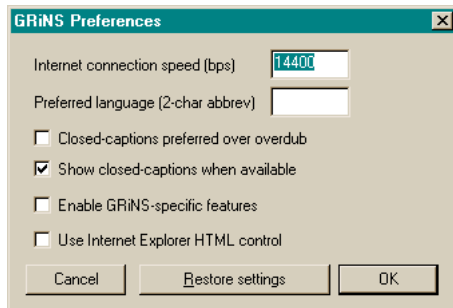 GRiNS Preferences
Internet connection speed (bps) 14400
Preferred language (2-char abbrev)
Closed-captions preferred over overdub
Show closed-captions when available
Enable GRiNS-specific features
Use Internet Explorer HTML control
Cancel Restore settings OK